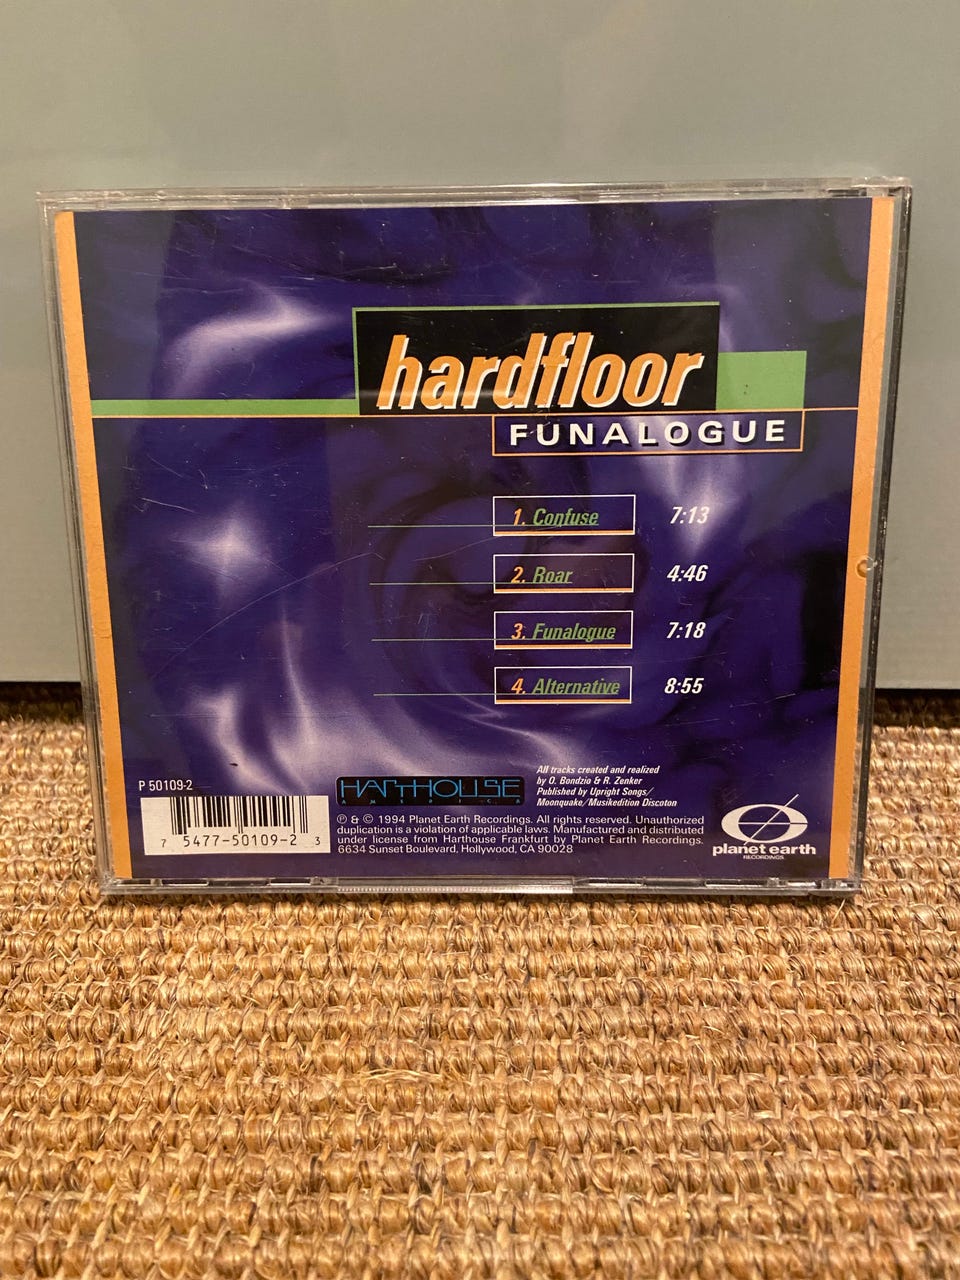 hardfloor
FUNALOGUE
1. Confuse 7:13
2. Roar 4:46
3. Funalogue 7:18
4. Alternative 8:55
P 50109-2
7 5477-50109-2 3
HARTHOUSE
AMERICA
All tracks created and realized
by O. Bondzio & R. Zenker
Published by Upright Songs/
Moonquake/Musikedition Discoton
℗ & © 1994 Planet Earth Recordings. All rights reserved. Unauthorized
duplication is a violation of applicable laws. Manufactured and distributed
under license from Harthouse Frankfurt by Planet Earth Recordings.
6634 Sunset Boulevard, Hollywood, CA 90028
planet earth
RECORDINGS